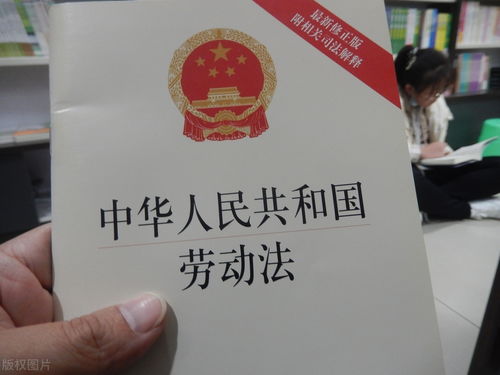 最新修正版
附相关司法解释
中华人民共和国
劳动法
版权图片